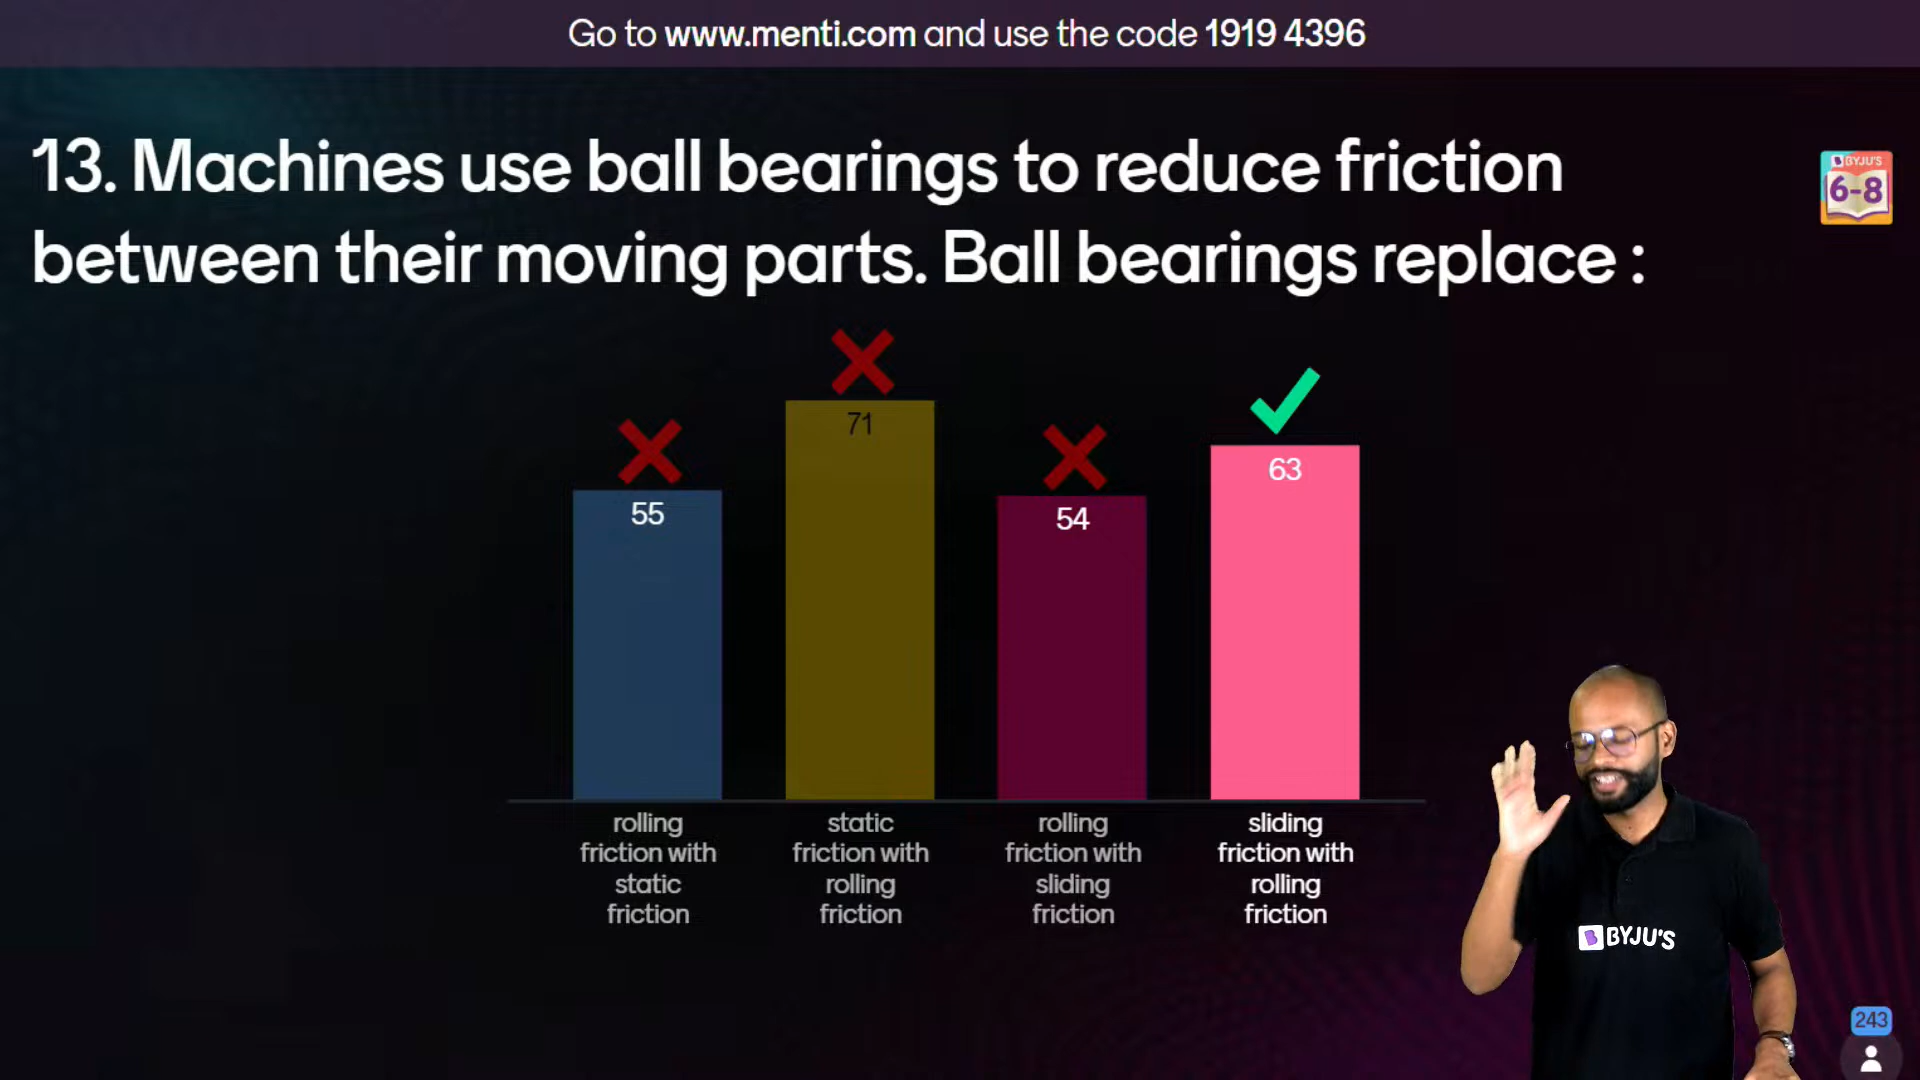 Go to www.menti.com and use the code 1919 4396
13. Machines use ball bearings to reduce friction
between their moving parts. Ball bearings replace :
BYJU'S
6-8
71
55
54
63
rolling
friction with
static
friction
static
friction with
rolling
friction
rolling
friction with
sliding
friction
sliding
friction with
rolling
friction
BYJU'S
243